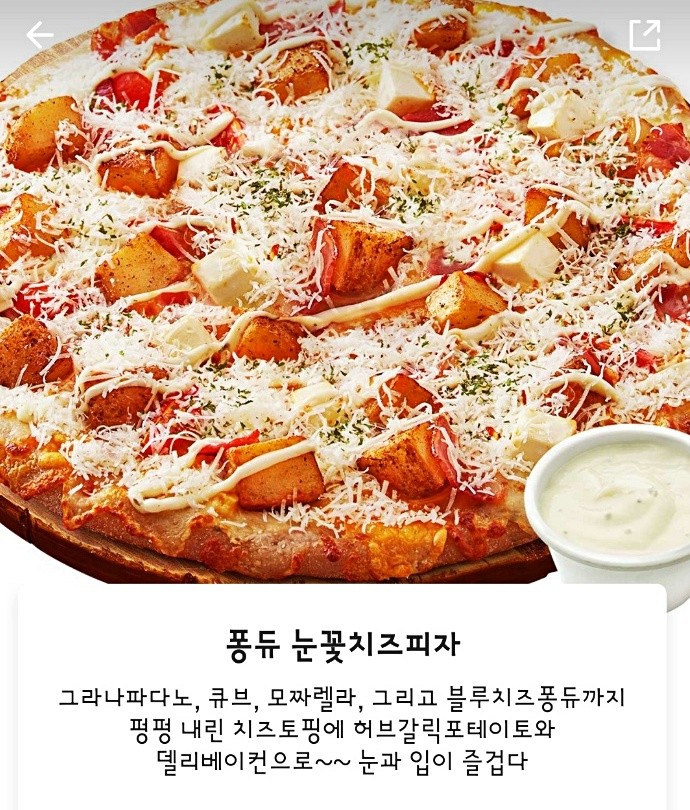 퐁듀 눈꽃치즈피자
그라나파다노, 큐브, 모짜렐라, 그리고 블루치즈퐁듀까지
펑펑 내린 치즈토핑에 허브갈릭포테이토와
델리베이컨으로~~ 눈과 입이 즐겁다